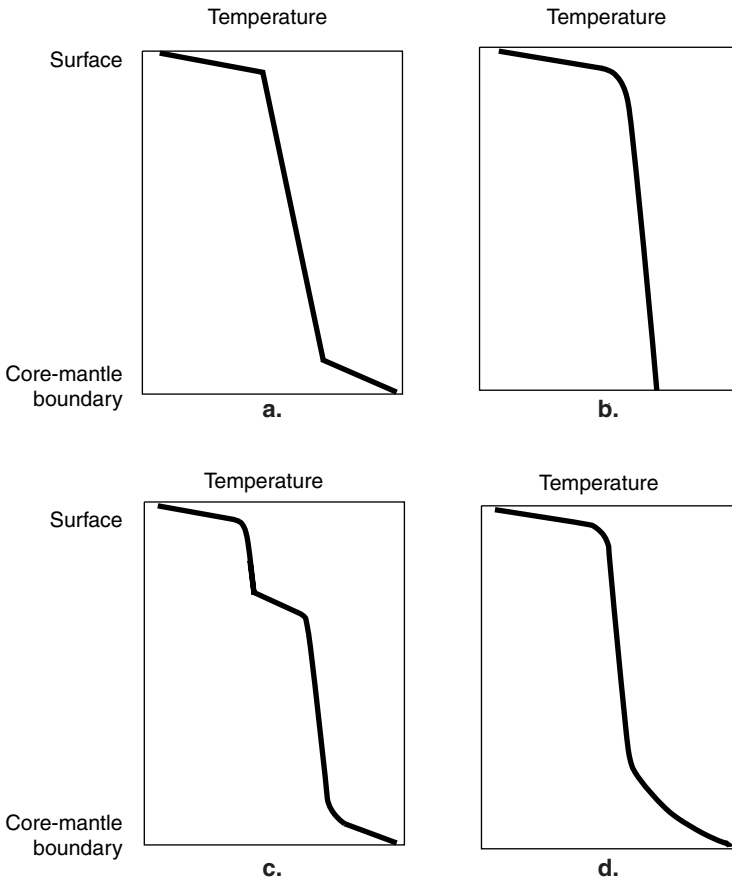 Temperature
Temperature
Surface
Core-mantle
boundary
a.
b.
Temperature
Temperature
Surface
Core-mantle
boundary
c.
d.